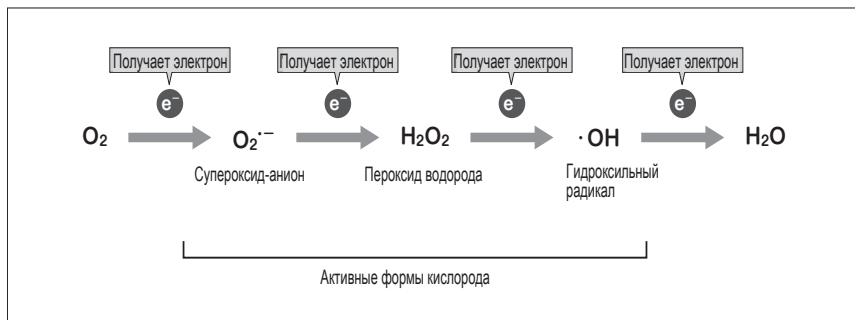 Получает электрон Получает электрон Получает электрон Получает электрон
e⁻ e⁻ e⁻ e⁻
O₂ O₂·⁻ H₂O₂ ·OH H₂O
Супероксид-анион Пероксид водорода Гидроксильный
радикал
Активные формы кислорода